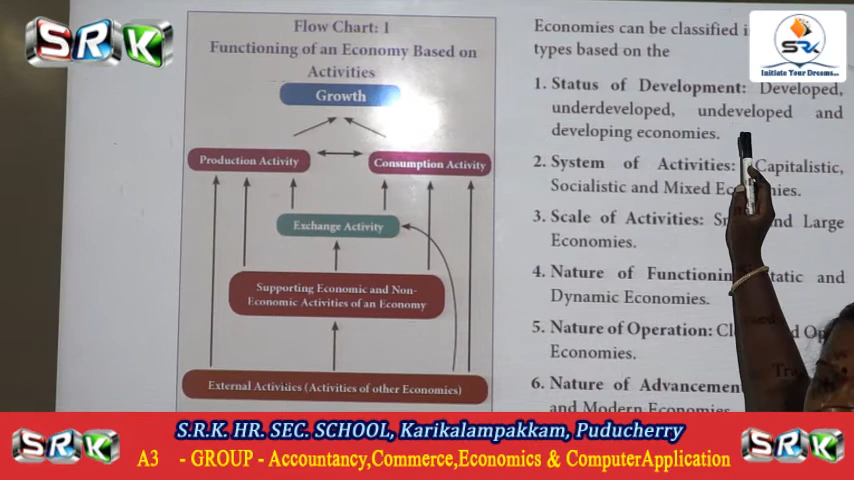 SRK
Flow Chart: 1
Functioning of an Economy Based on
Activities
Growth
Production Activity
Consumption Activity
Exchange Activity
Supporting Economic and Non-
Economic Activities of an Economy
External Activities (Activities of other Economies)
Economies can be classified
types based on the
1. Status of Development: Developed,
underdeveloped, undeveloped and
developing economies.
2. System of Activities: Capitalistic,
Socialistic and Mixed
3. Scale of Activities: and Large
Economies.
4. Nature of and
Dynamic Economies.
5. Nature of Operation:
Economies.
6. Nature of
and Modern Economies
SRK
Initiate Your Dreams...
S.R.K. HR. SEC. SCHOOL, Karikalampakkam, Puducherry
SRK
A3 - GROUP - Accountancy,Commerce,Economics & ComputerApplication
SRK